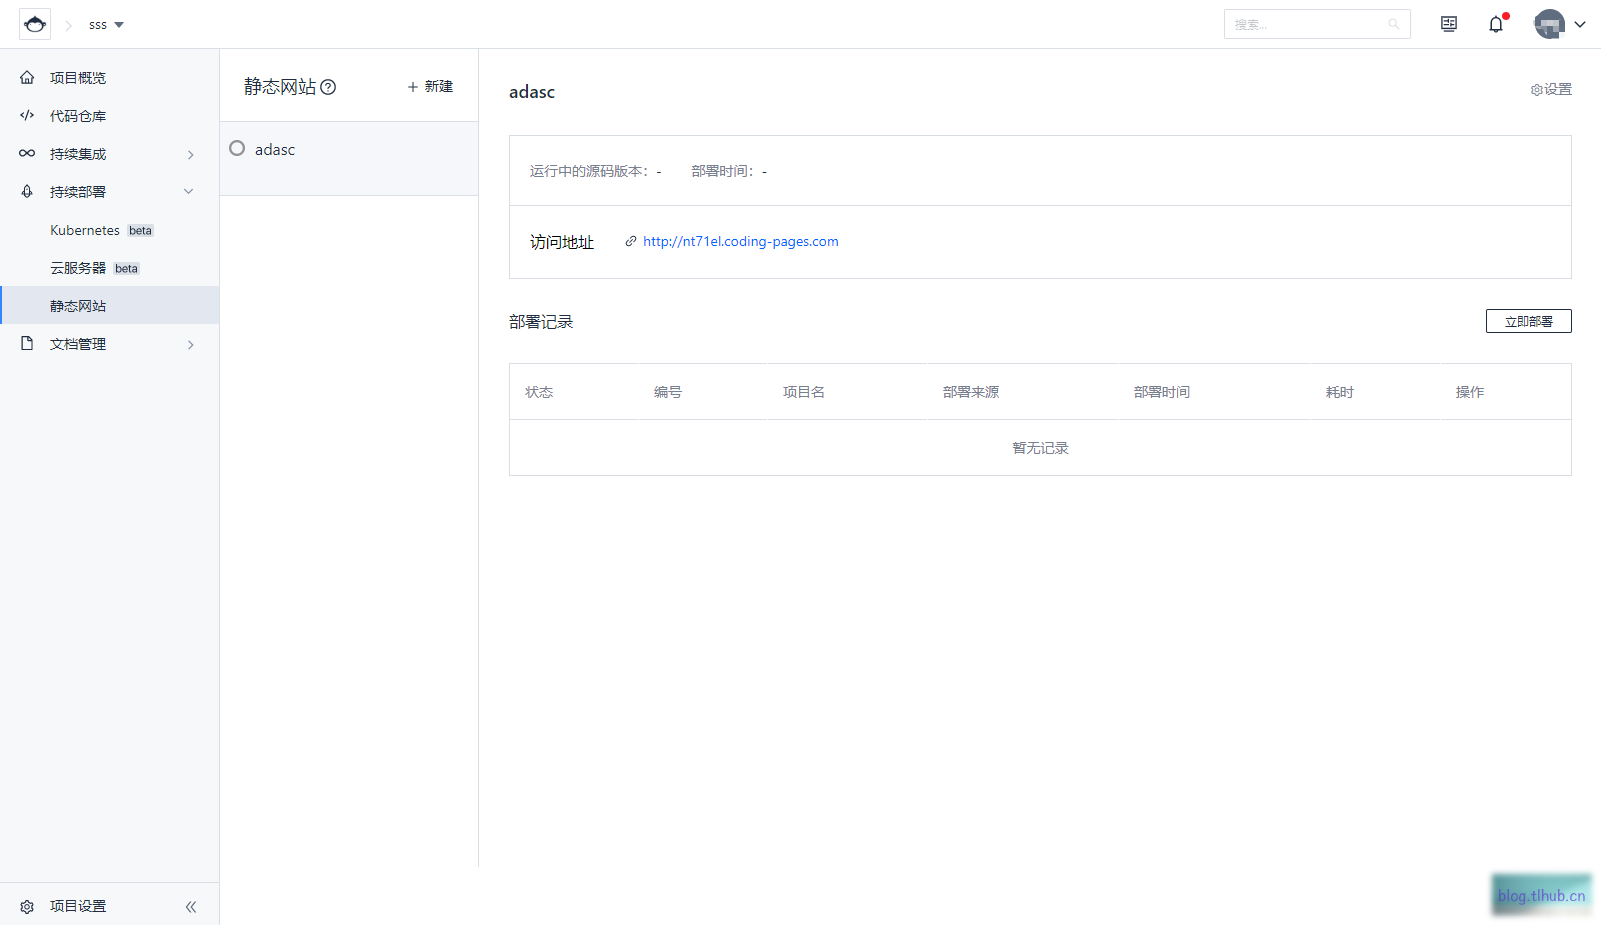 sss
搜索...
项目概览
代码仓库
持续集成
持续部署
Kubernetes beta
云服务器 beta
静态网站
文档管理
项目设置
静态网站
新建
adasc
adasc
设置
运行中的源码版本： - 部署时间： -
访问地址 http://nt71el.coding-pages.com
部署记录
立即部署
状态 编号 项目名 部署来源 部署时间 耗时 操作
暂无记录
blog.tlhub.cn